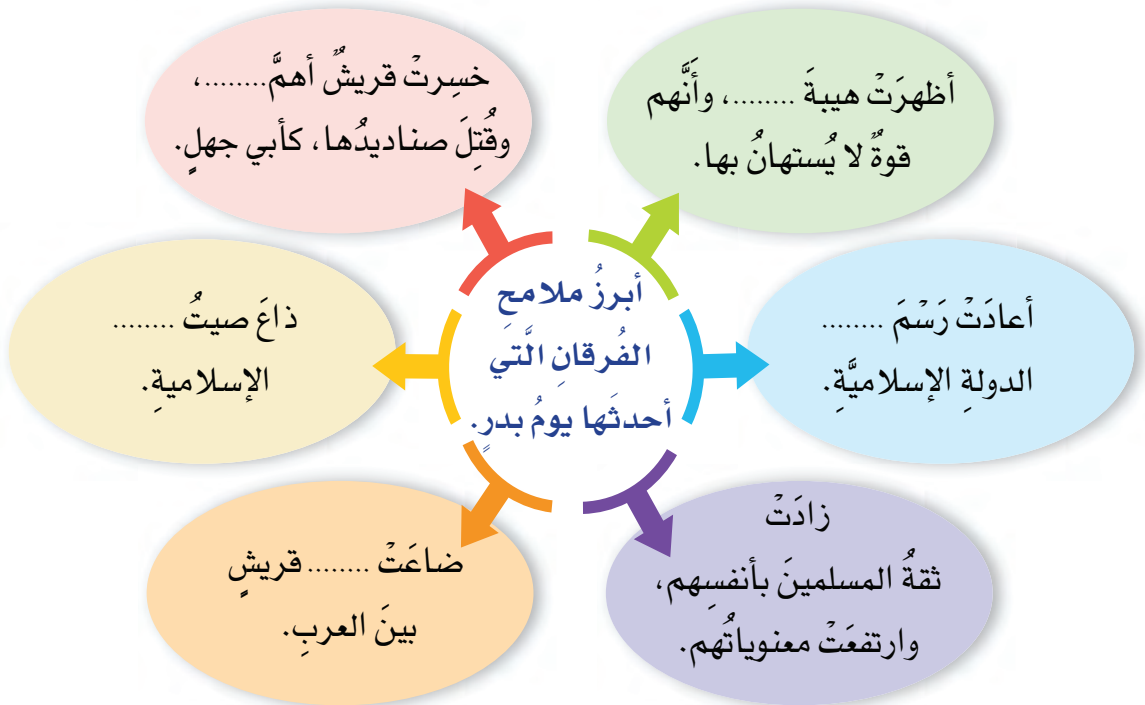 أبرزُ ملامحِ
الفُرقانِ الَّتي
أحدثَها يومُ بدرٍ.
أظهرَتْ هيبةَ ........، وأَنَّهم
قوةٌ لا يُستهانُ بها.
أعادَتْ رَسْمَ ........
الدولةِ الإسلاميَّةِ.
زادَتْ
ثقةُ المسلمينَ بأنفسِهم،
وارتفعَتْ معنوياتُهم.
خسِرتْ قريشٌ أهمَّ........،
وقُتِلَ صناديدُها، كأبي جهلٍ.
ذاعَ صيتُ ........
الإسلاميةِ.
ضاعَتْ ........ قريشٍ
بينَ العربِ.